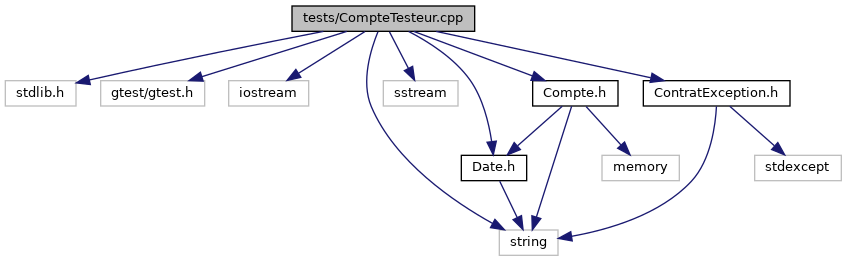 tests/CompteTesteur.cpp
stdlib.h
gtest/gtest.h
iostream
sstream
Compte.h
ContratException.h
Date.h
memory
stdexcept
string